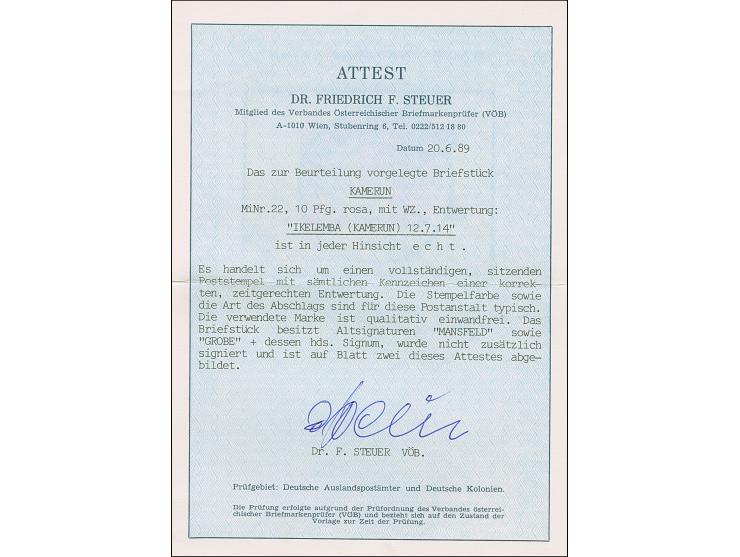 ATTEST
DR. FRIEDRICH F. STEUER
Mitglied des Verbandes Österreichischer Briefmarkenprüfer (VÖB)
A-1010 Wien, Stubenring 6, Tel. 0222/512 18 80
Datum 20.6.89
Das zur Beurteilung vorgelegte Briefstück
KAMERUN
MiNr.22, 10 Pfg. rosa, mit WZ., Entwertung:
"IKELEMBA (KAMERUN) 12.7.14"
ist in jeder Hinsicht e c h t .
Es handelt sich um einen vollständigen, sitzenden
Poststempel mit sämtlichen Kennzeichen einer korrek-
ten, zeitgerechten Entwertung. Die Stempelfarbe sowie
die Art des Abschlags sind für diese Postanstalt typisch.
Die verwendete Marke ist qualitativ einwandfrei. Das
Briefstück besitzt Altsignaturen "MANSFELD" sowie
"GROBE" + dessen hds. Signum, wurde nicht zusätzlich
signiert und ist auf Blatt zwei dieses Attestes abge-
bildet.
Dr. F. STEUER VÖB.
Prüfgebiet: Deutsche Auslandspostämter und Deutsche Kolonien.
Die Prüfung erfolgte aufgrund der Prüfordnung des Verbandes österrei-
chischer Briefmarkenprüfer (VÖB) und bezieht sich auf den Zustand der
Vorlage zur Zeit der Prüfung.